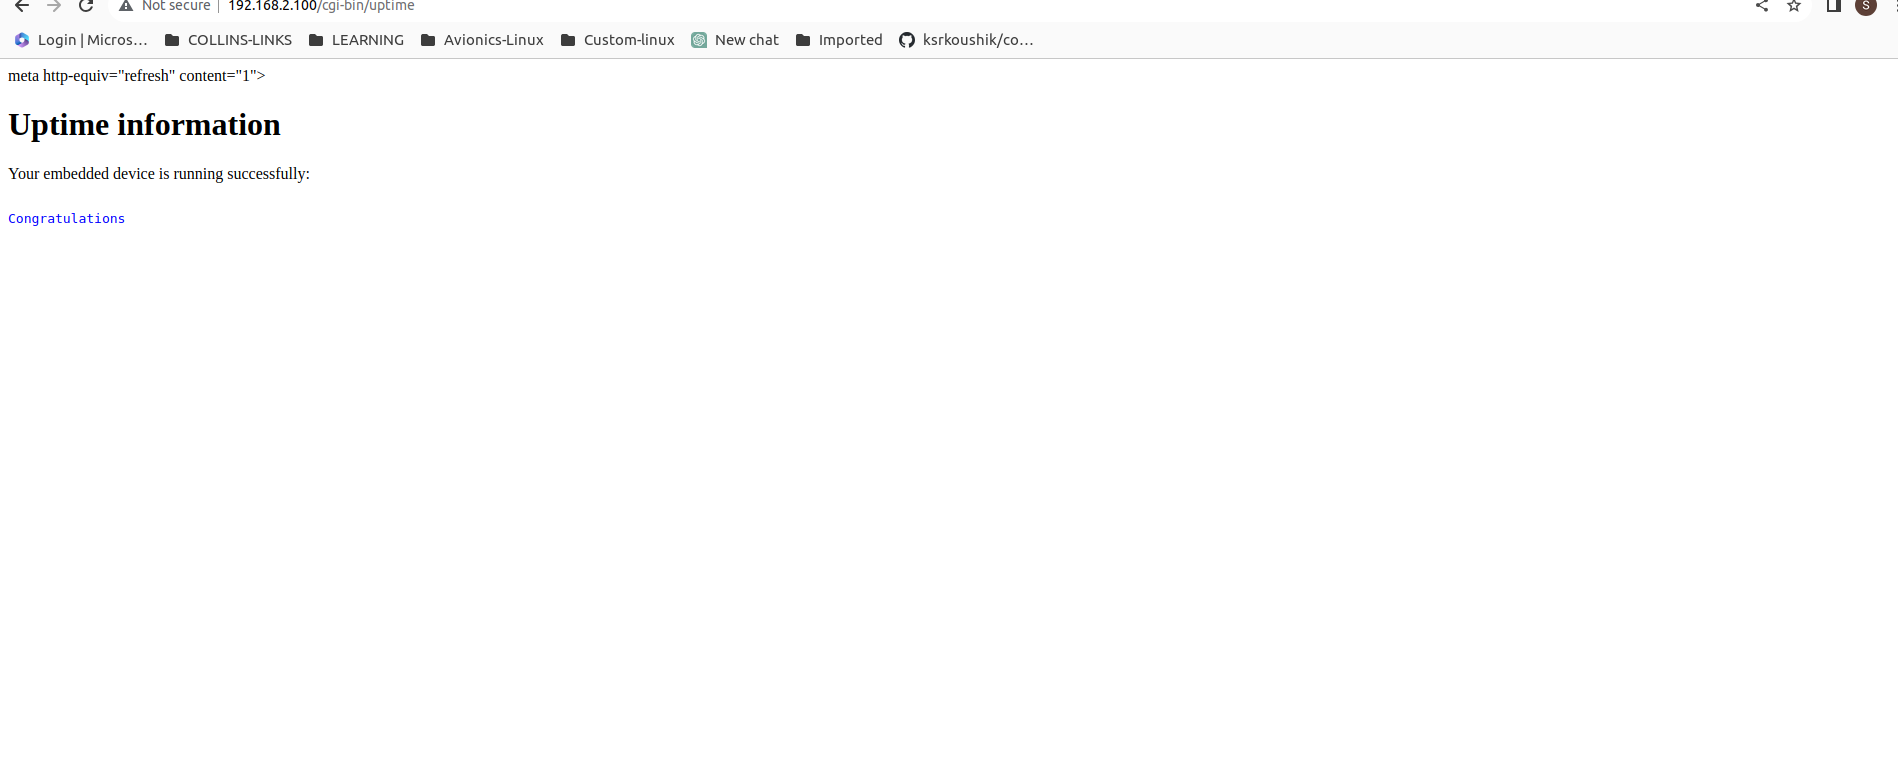 Not secure | 192.168.2.100/cgi-bin/uptime
S
Login | Micros... COLLINS-LINKS LEARNING Avionics-Linux Custom-linux New chat Imported ksrkoushik/co...
meta http-equiv="refresh" content="1">
Uptime information
Your embedded device is running successfully:
Congratulations